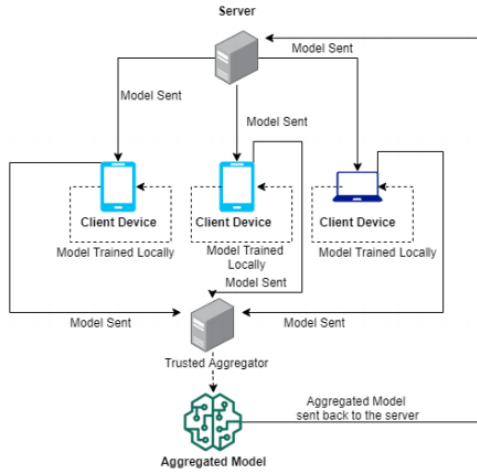 Server
Model Sent
Model Sent
Model Sent
Client Device
Client Device
Client Device
Model Trained Locally
Model Trained
Locally
Model Trained Locally
Model Sent
Model Sent
Model Sent
Trusted Aggregator
Aggregated Model
sent back to the server
Aggregated Model